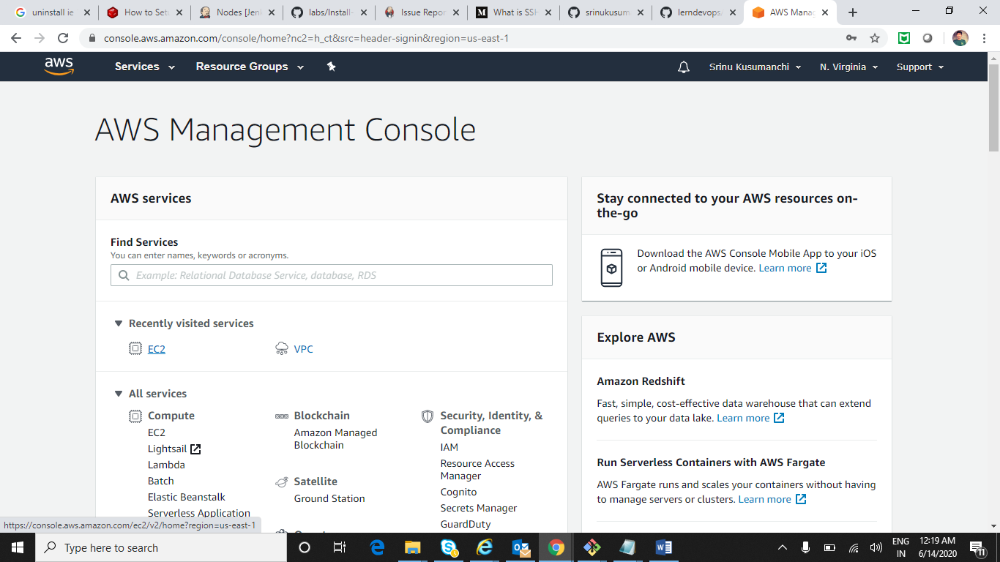 uninstall ie
How to Set
Nodes [Jen
labs/Install-
Issue Repor
What is SSH
srinukusum
lerndevops
AWS Manag
console.aws.amazon.com/console/home?nc2=h_ct&src=header-signin&region=us-east-1
aws Services Resource Groups Srinu Kusumanchi N. Virginia Support
AWS Management Console
AWS services
Find Services
You can enter names, keywords or acronyms.
Example: Relational Database Service, database, RDS
Recently visited services
EC2 VPC
All services
Compute
EC2
Lightsail
Lambda
Batch
Elastic Beanstalk
Serverless Application
Blockchain
Amazon Managed
Blockchain
Satellite
Ground Station
Security, Identity, &
Compliance
IAM
Resource Access
Manager
Cognito
Secrets Manager
GuardDuty
Stay connected to your AWS resources on-
the-go
Download the AWS Console Mobile App to your iOS
or Android mobile device. Learn more
Explore AWS
Amazon Redshift
Fast, simple, cost-effective data warehouse that can extend
queries to your data lake. Learn more
Run Serverless Containers with AWS Fargate
AWS Fargate runs and scales your containers without having
to manage servers or clusters. Learn more
https://console.aws.amazon.com/ec2/v2/home?region=us-east-1
Type here to search
ENG
IN
12:19 AM
6/14/2020
11